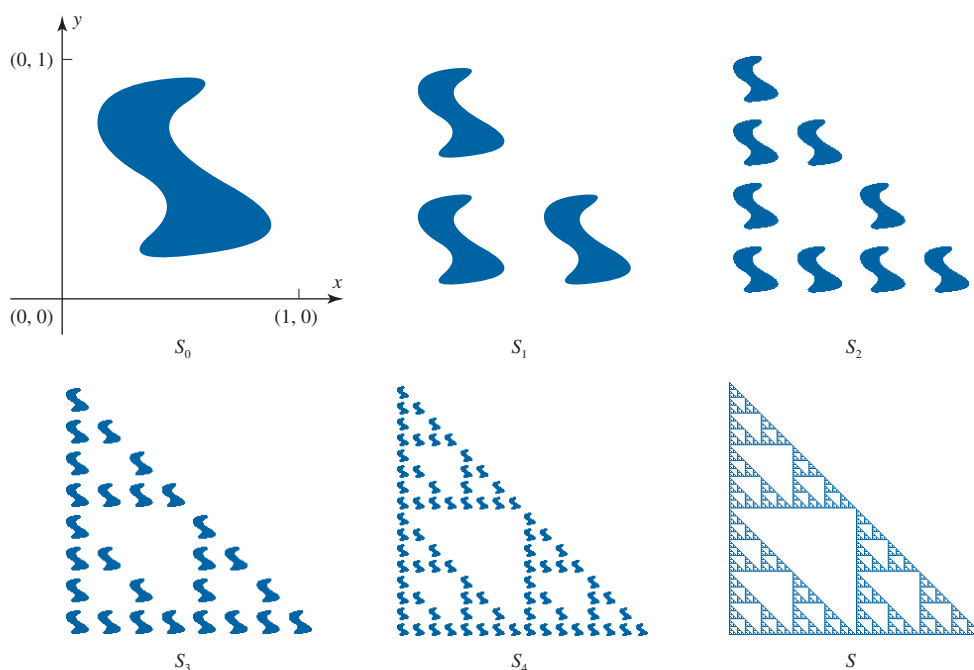 y
(0, 1)
x
(0, 0)
(1, 0)
S₀
S₁
S₂
S₃
S₄
S